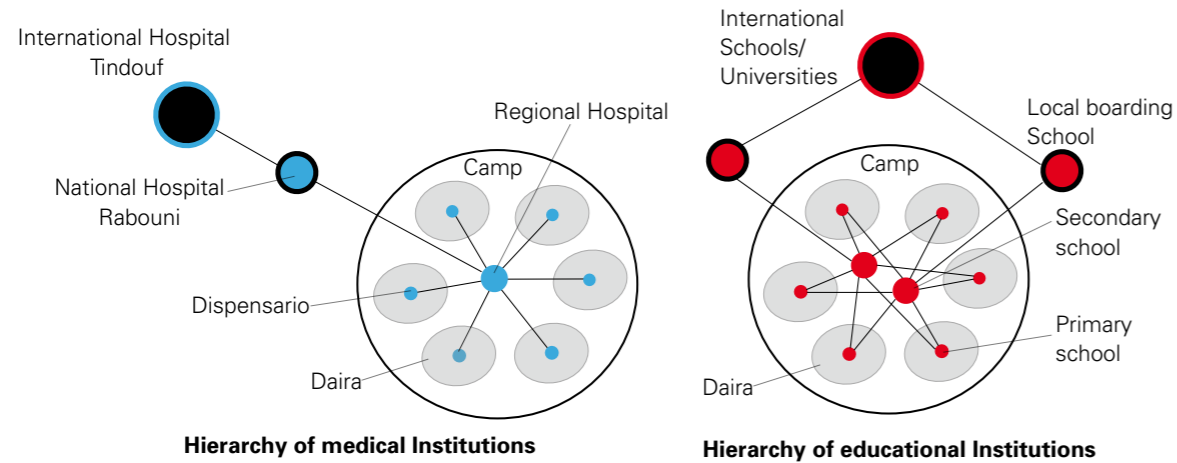 International Hospital
Tindouf
National Hospital
Rabouni
Regional Hospital
Camp
Dispensario
Daira
Hierarchy of medical Institutions
International
Schools/
Universities
Local boarding
School
Camp
Secondary
school
Primary
school
Daira
Hierarchy of educational Institutions